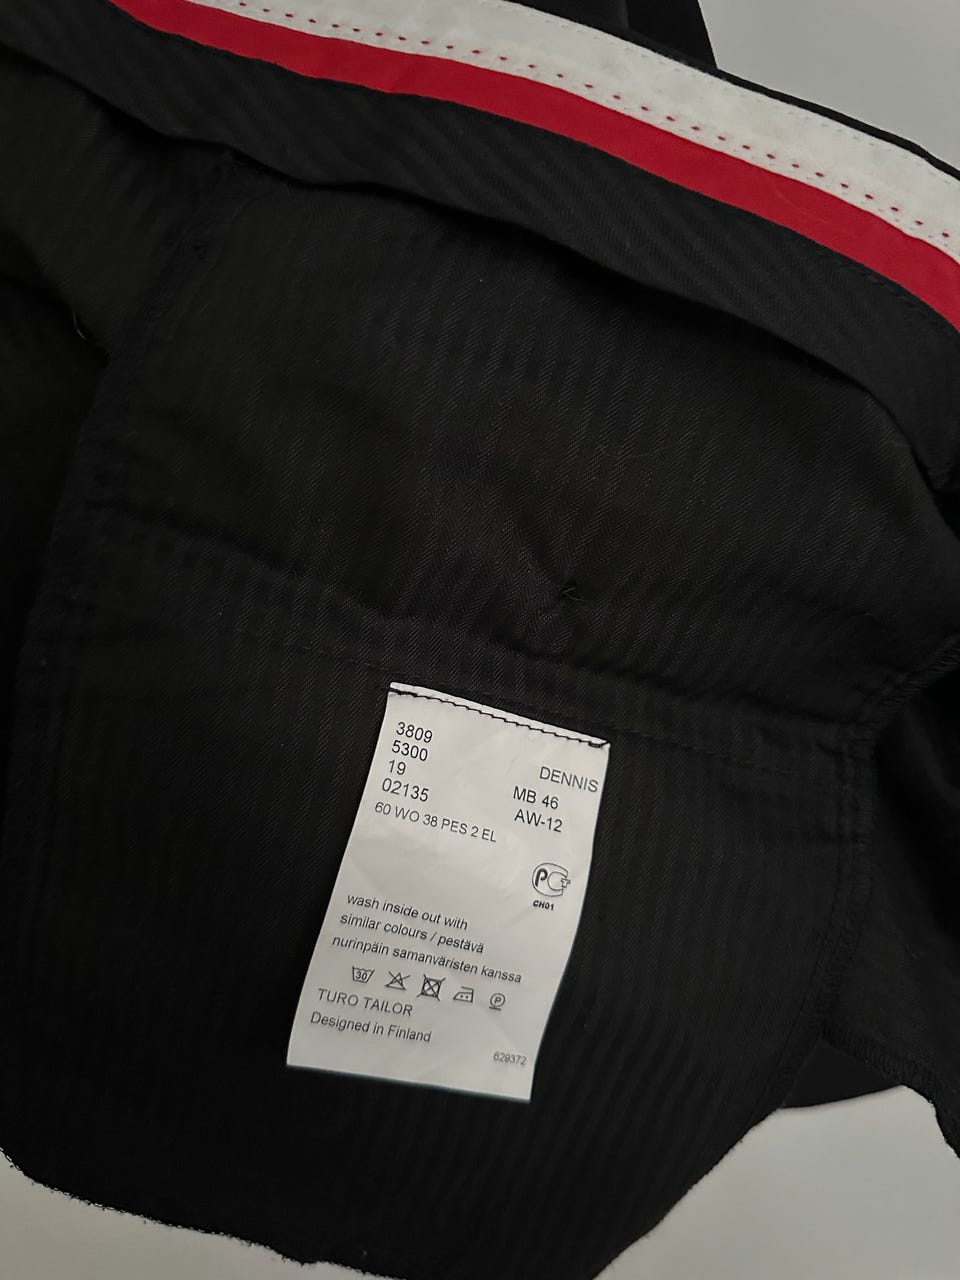 3809
5300
19
02135
60 WO 38 PES 2 EL
DENNIS
MB 46
AW-12
PCT
CH01
wash inside out with
similar colours / pestävä
nurinpäin samanväristen kanssa
30
P
TURO TAILOR
Designed in Finland
629372